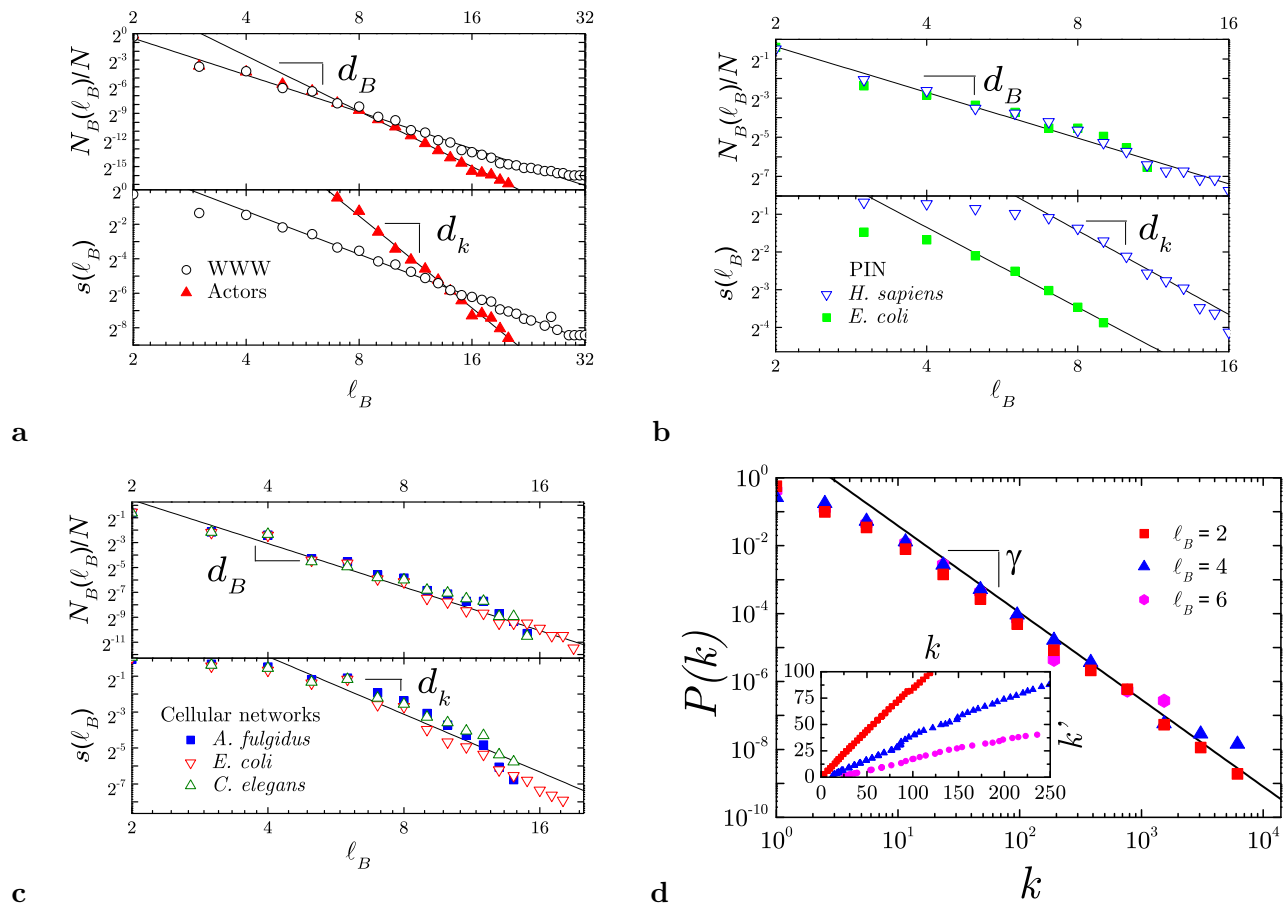 2 4 8 16 32
2^0
2^-3
2^-6
2^-9
2^-12
2^-15
N_B(ℓ_B)/N
d_B
2^0
2^-2
2^-4
2^-6
2^-8
s(ℓ_B)
d_k
WWW
Actors
2 4 8 16 32
ℓ_B
a
2 4 8 16
2^-1
2^-3
2^-5
2^-7
N_B(ℓ_B)/N
d_B
2^-1
2^-2
2^-3
2^-4
s(ℓ_B)
d_k
PIN
H. sapiens
E. coli
2 4 8 16
ℓ_B
b
2 4 8 16
2^-1
2^-3
2^-5
2^-7
2^-9
2^-11
N_B(ℓ_B)/N
d_B
2^-1
2^-3
2^-5
2^-7
s(ℓ_B)
d_k
Cellular networks
A. fulgidus
E. coli
C. elegans
2 4 8 16
ℓ_B
c
10^0
10^-2
10^-4
10^-6
10^-8
10^-10
P(k)
γ
ℓ_B = 2
ℓ_B = 4
ℓ_B = 6
k
100
75
50
25
0
k'
0 50 100 150 200 250
10^0 10^1 10^2 10^3 10^4
k
d